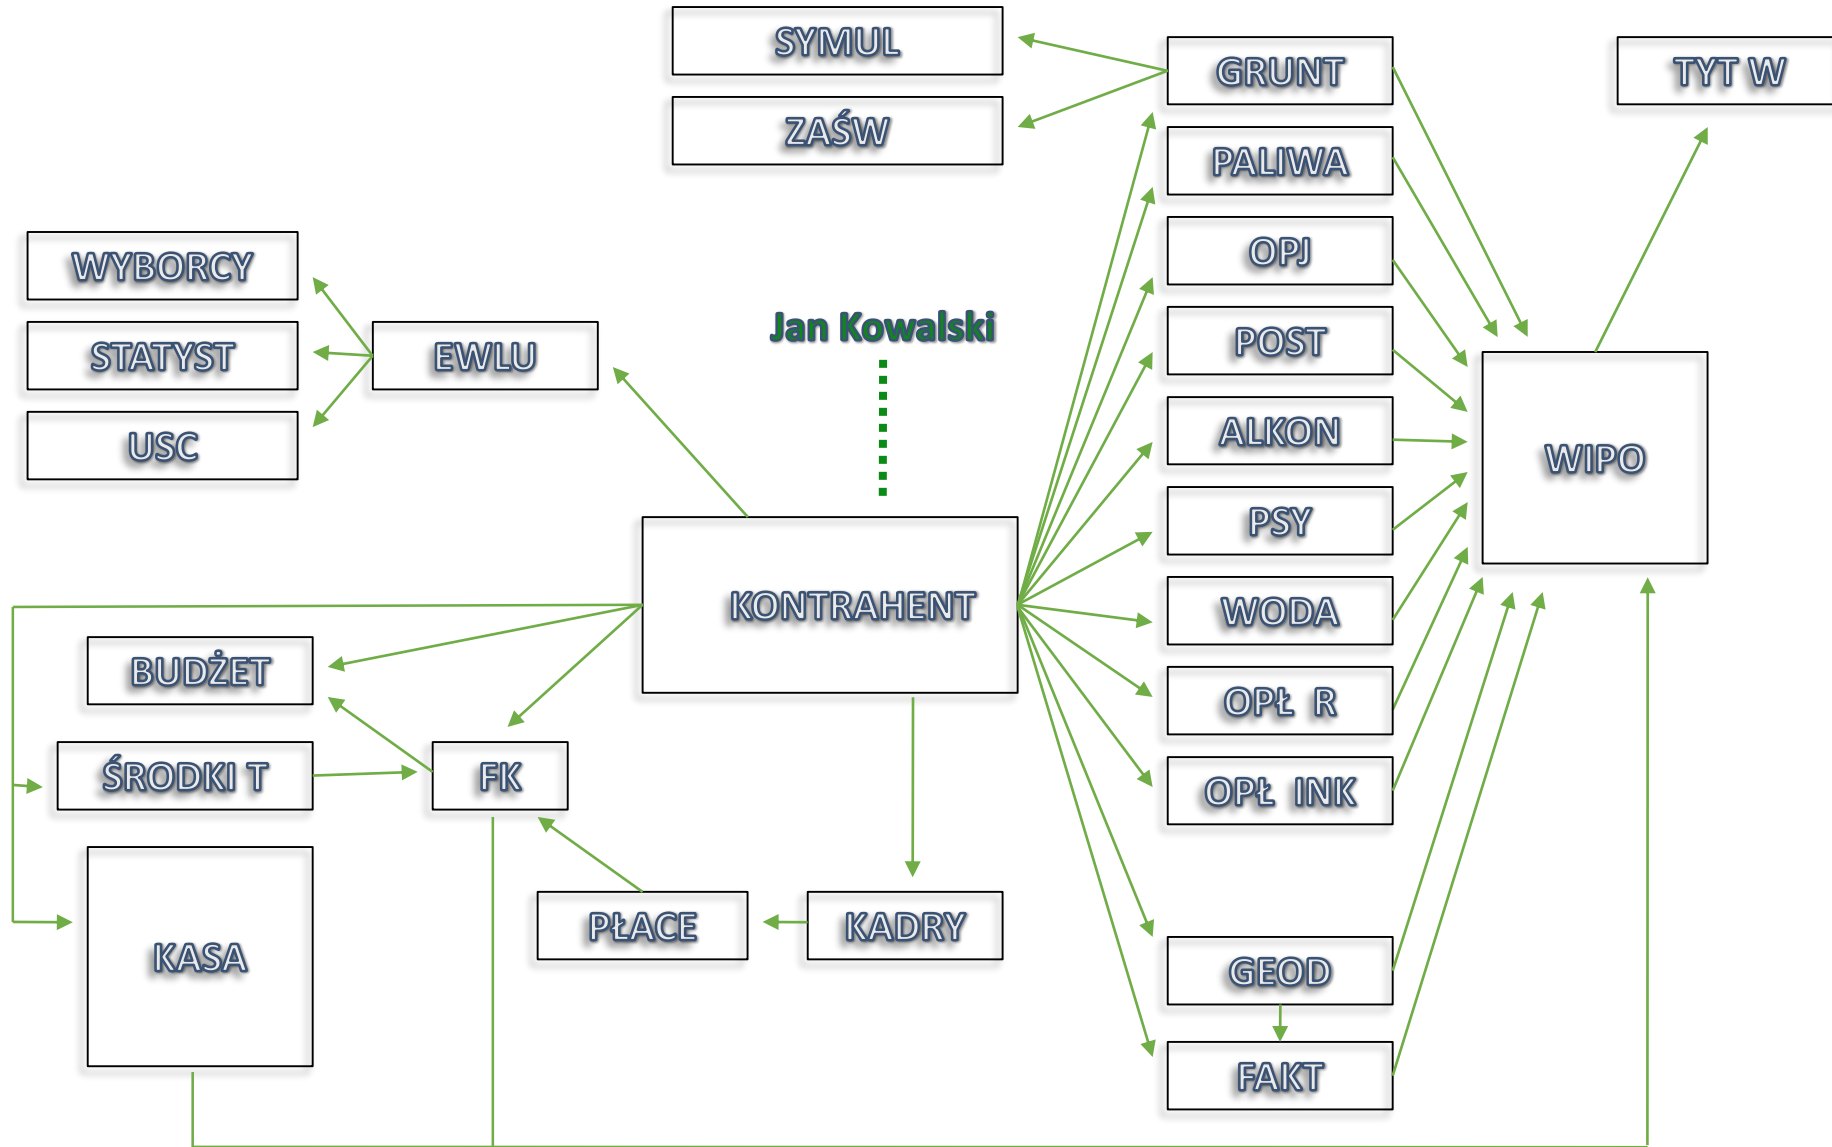 SYMUL
GRUNT
TYT W
ZAŚW
PALIWA
WYBORCY
OPJ
Jan Kowalski
STATYST
EWLU
POST
USC
ALKON
WIPO
PSY
KONTRAHENT
WODA
BUDŻET
OPŁ R
ŚRODKI T
FK
OPŁ INK
KASA
PŁACE
KADRY
GEOD
FAKT